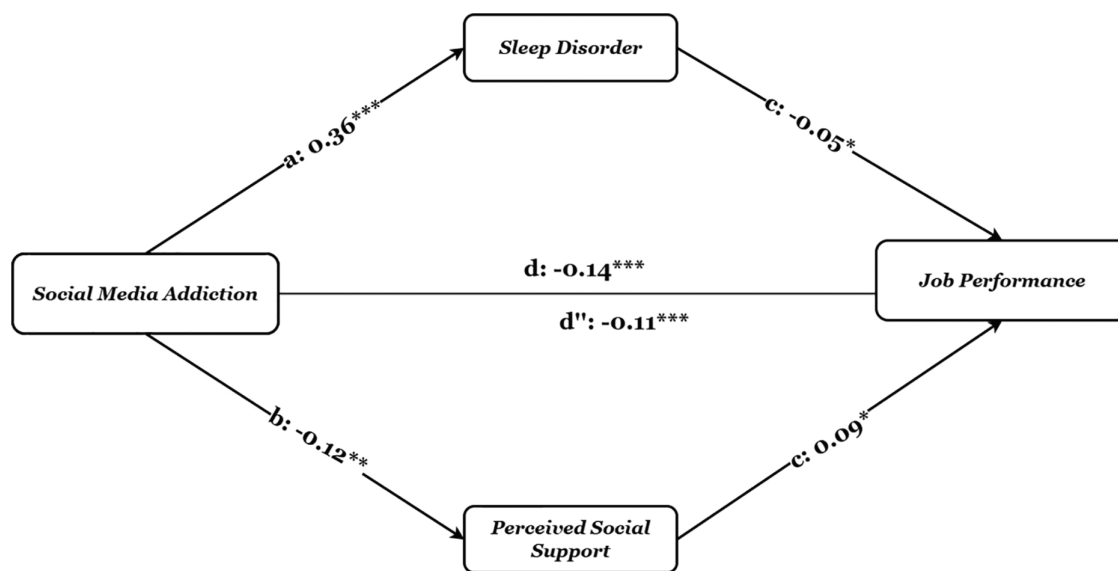 Sleep Disorder
a: 0.36***
c: -0.05*
Social Media Addiction
d: -0.14***
d": -0.11***
Job Performance
b: -0.12**
c: 0.09*
Perceived Social
Support